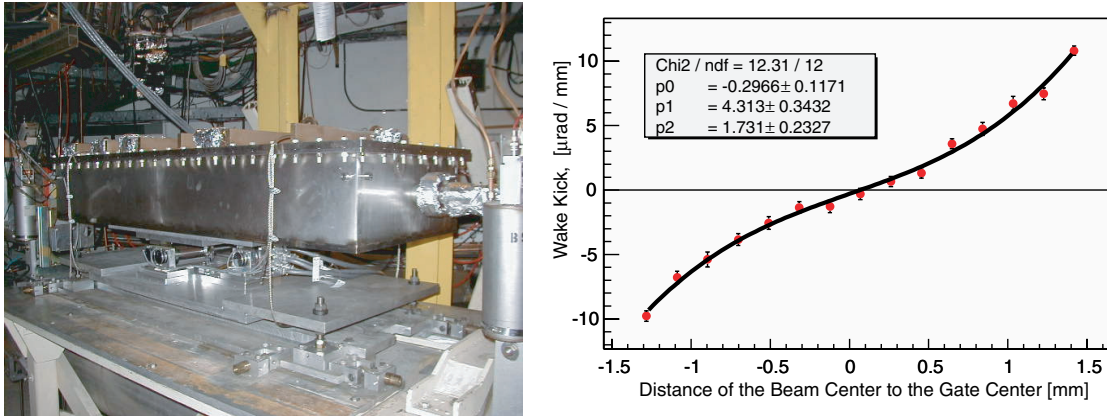 Chi2 / ndf = 12.31 / 12
p0 = -0.2966± 0.1171
p1 = 4.313± 0.3432
p2 = 1.731± 0.2327
Wake Kick, [μrad / mm]
10
5
0
-5
-10
-1.5 -1 -0.5 0 0.5 1 1.5
Distance of the Beam Center to the Gate Center [mm]